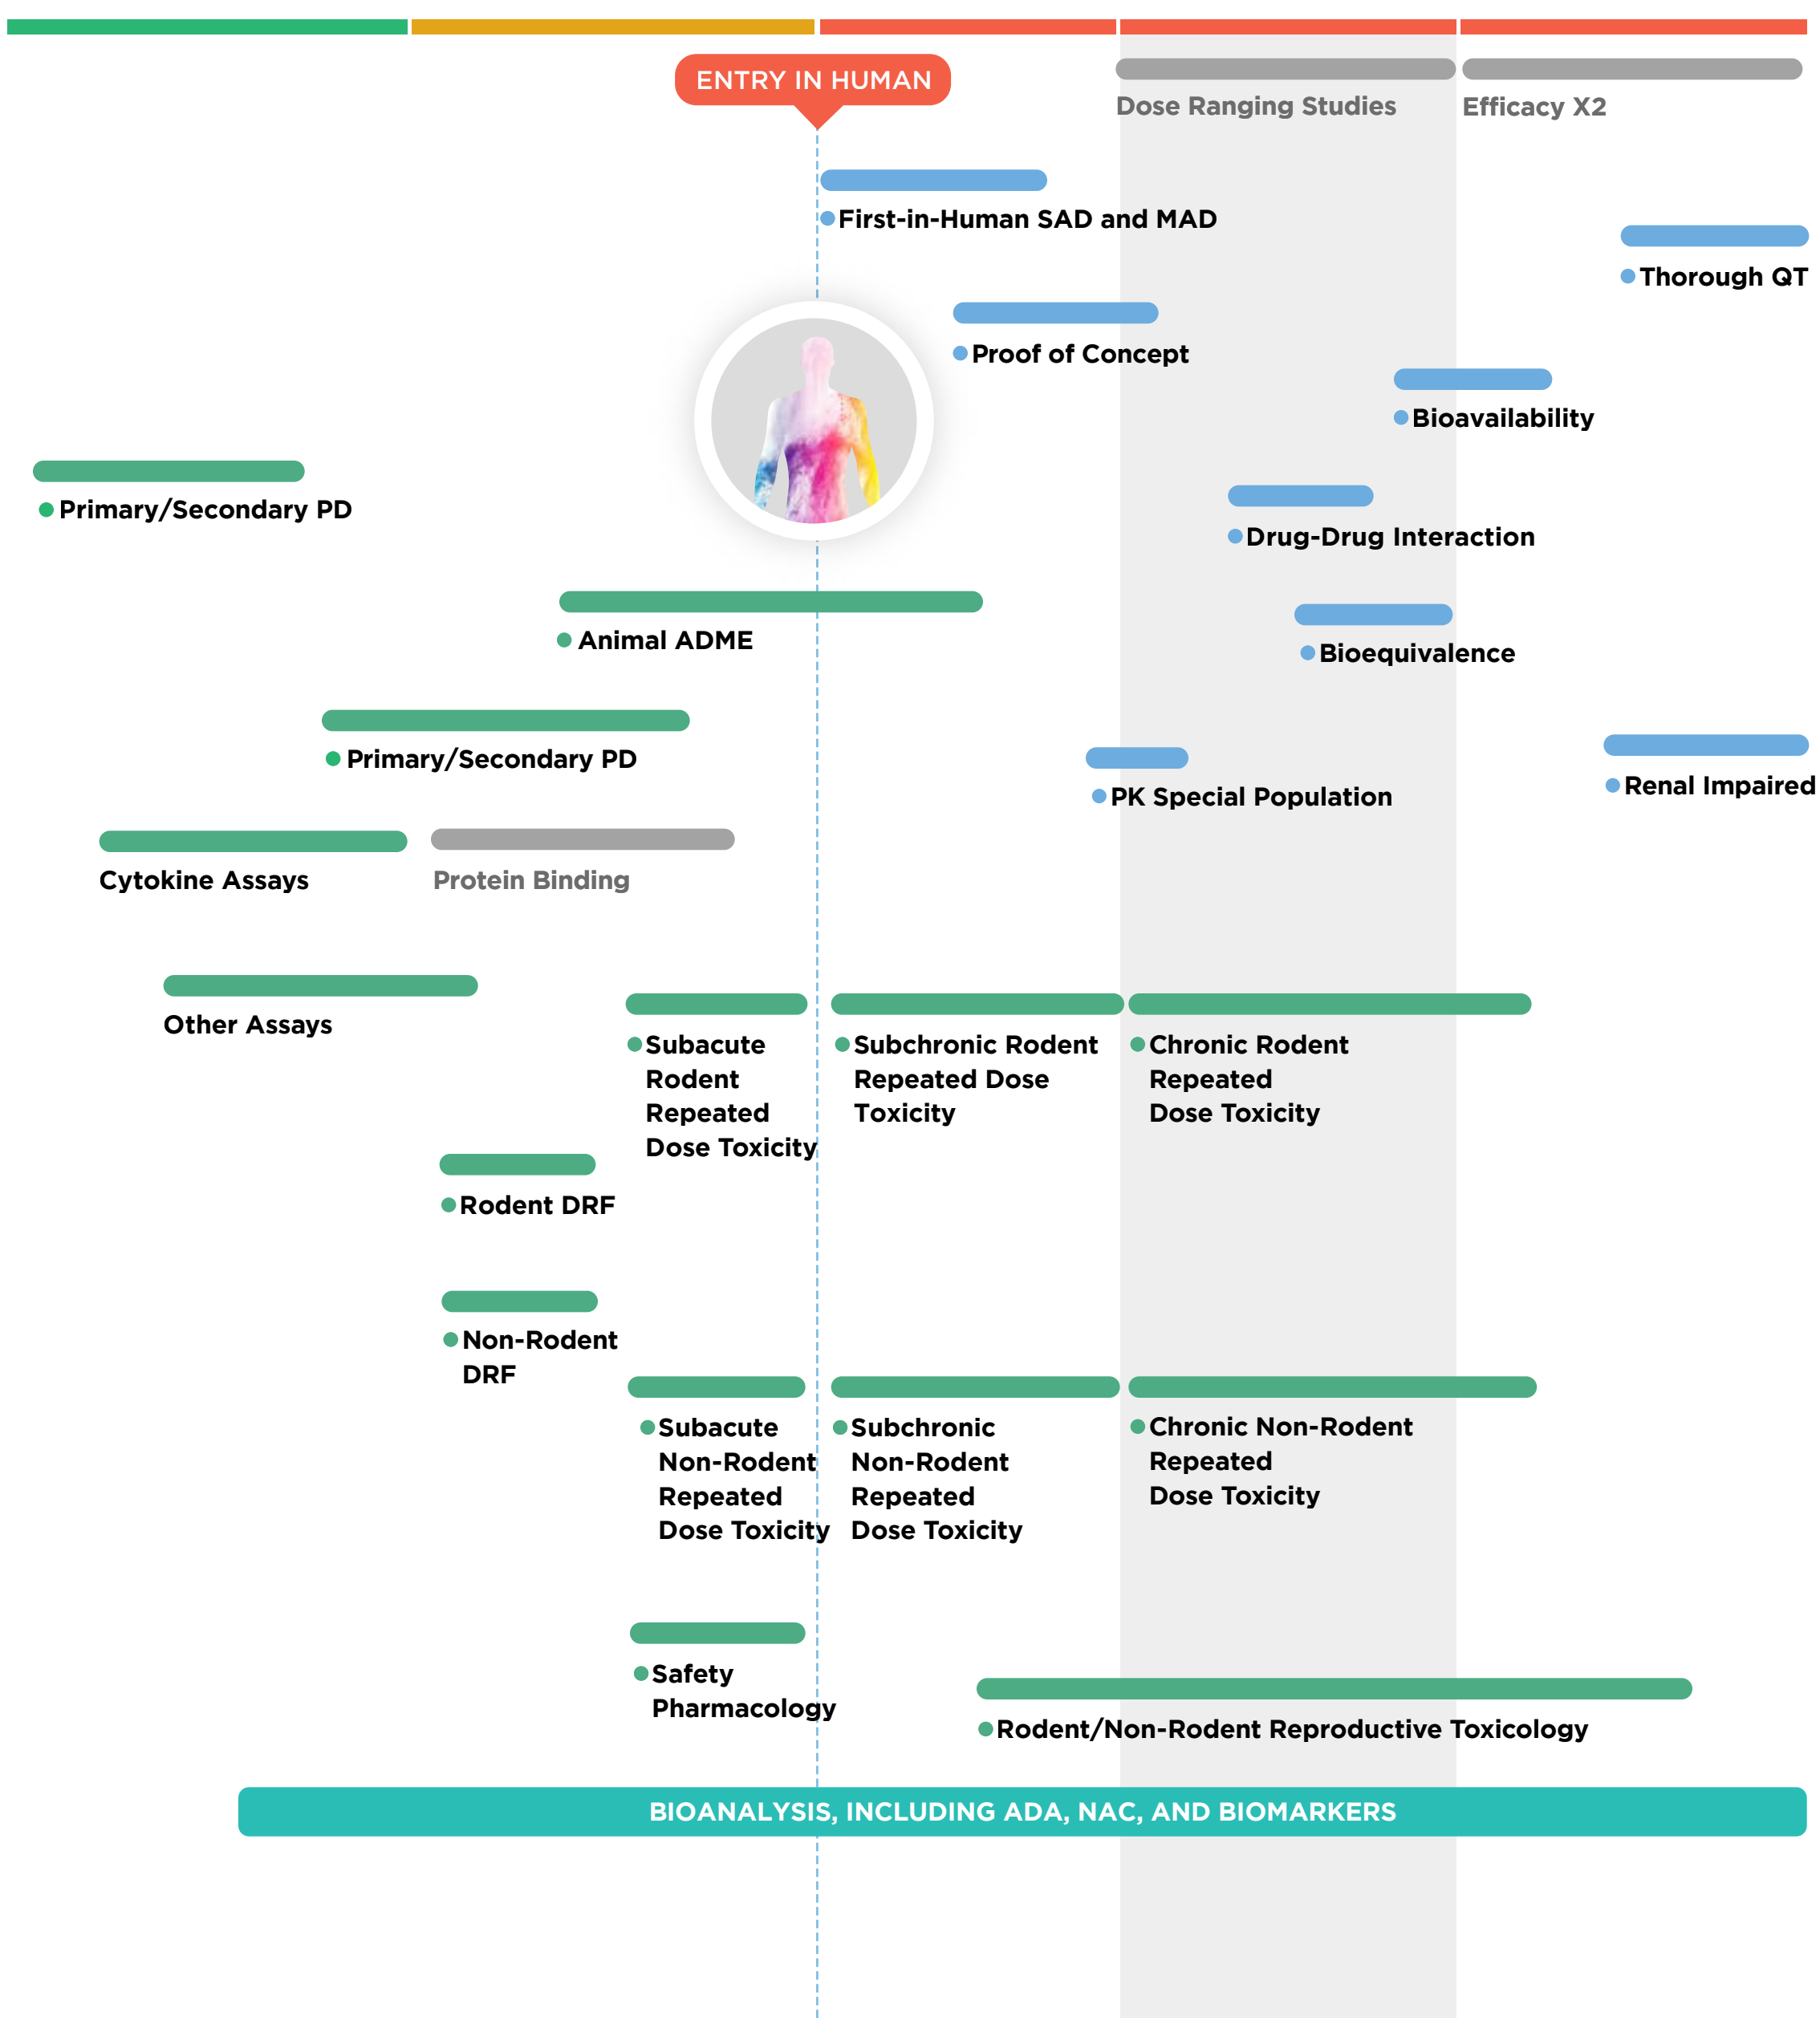 ENTRY IN HUMAN
Dose Ranging Studies
Efficacy X2
First-in-Human SAD and MAD
Thorough QT
Proof of Concept
Bioavailability
Primary/Secondary PD
Drug-Drug Interaction
Animal ADME
Bioequivalence
Primary/Secondary PD
PK Special Population
Renal Impaired
Cytokine Assays
Protein Binding
Other Assays
Subacute
Rodent
Repeated
Dose Toxicity
Subchronic Rodent
Repeated Dose
Toxicity
Chronic Rodent
Repeated
Dose Toxicity
Rodent DRF
Non-Rodent
DRF
Subacute
Non-Rodent
Repeated
Dose Toxicity
Subchronic
Non-Rodent
Repeated
Dose Toxicity
Chronic Non-Rodent
Repeated
Dose Toxicity
Safety
Pharmacology
Rodent/Non-Rodent Reproductive Toxicology
BIOANALYSIS, INCLUDING ADA, NAC, AND BIOMARKERS